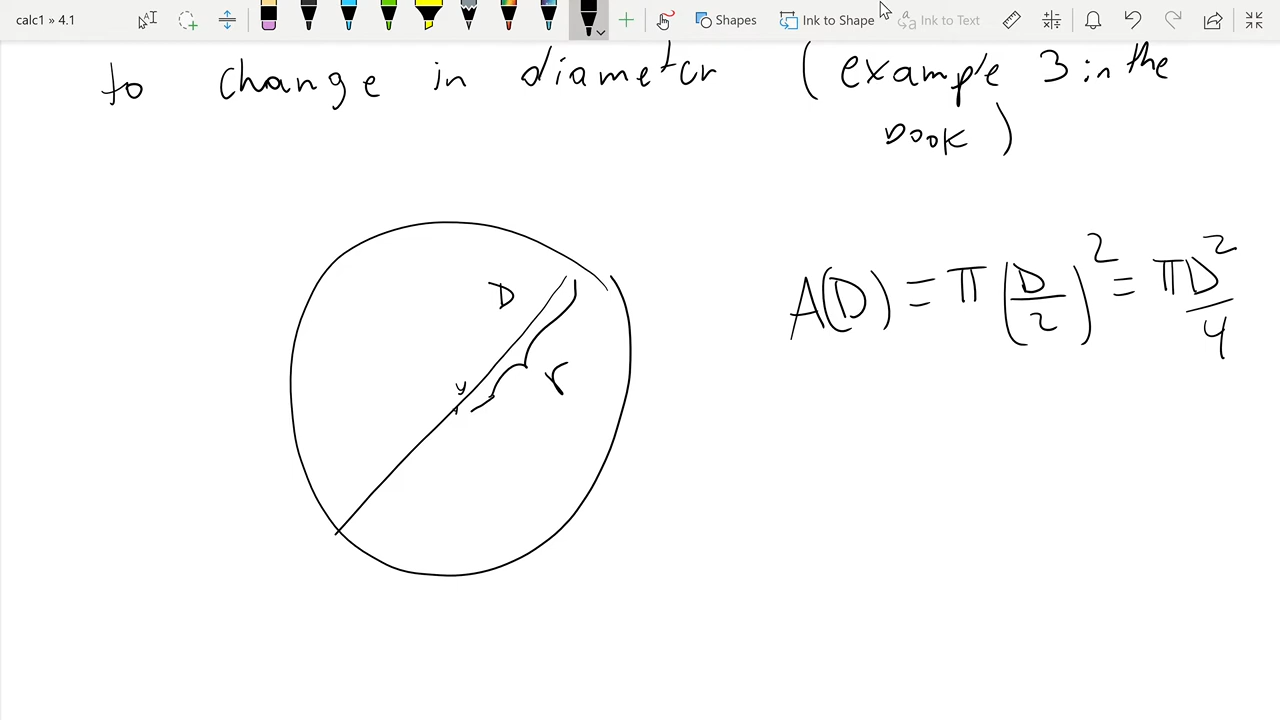 calc1 » 4.1 Shapes Ink to Shape Ink to Text
to change in diameter (example 3 in the
book)
D
r
A(D) = π(D/2)² = πD²/4